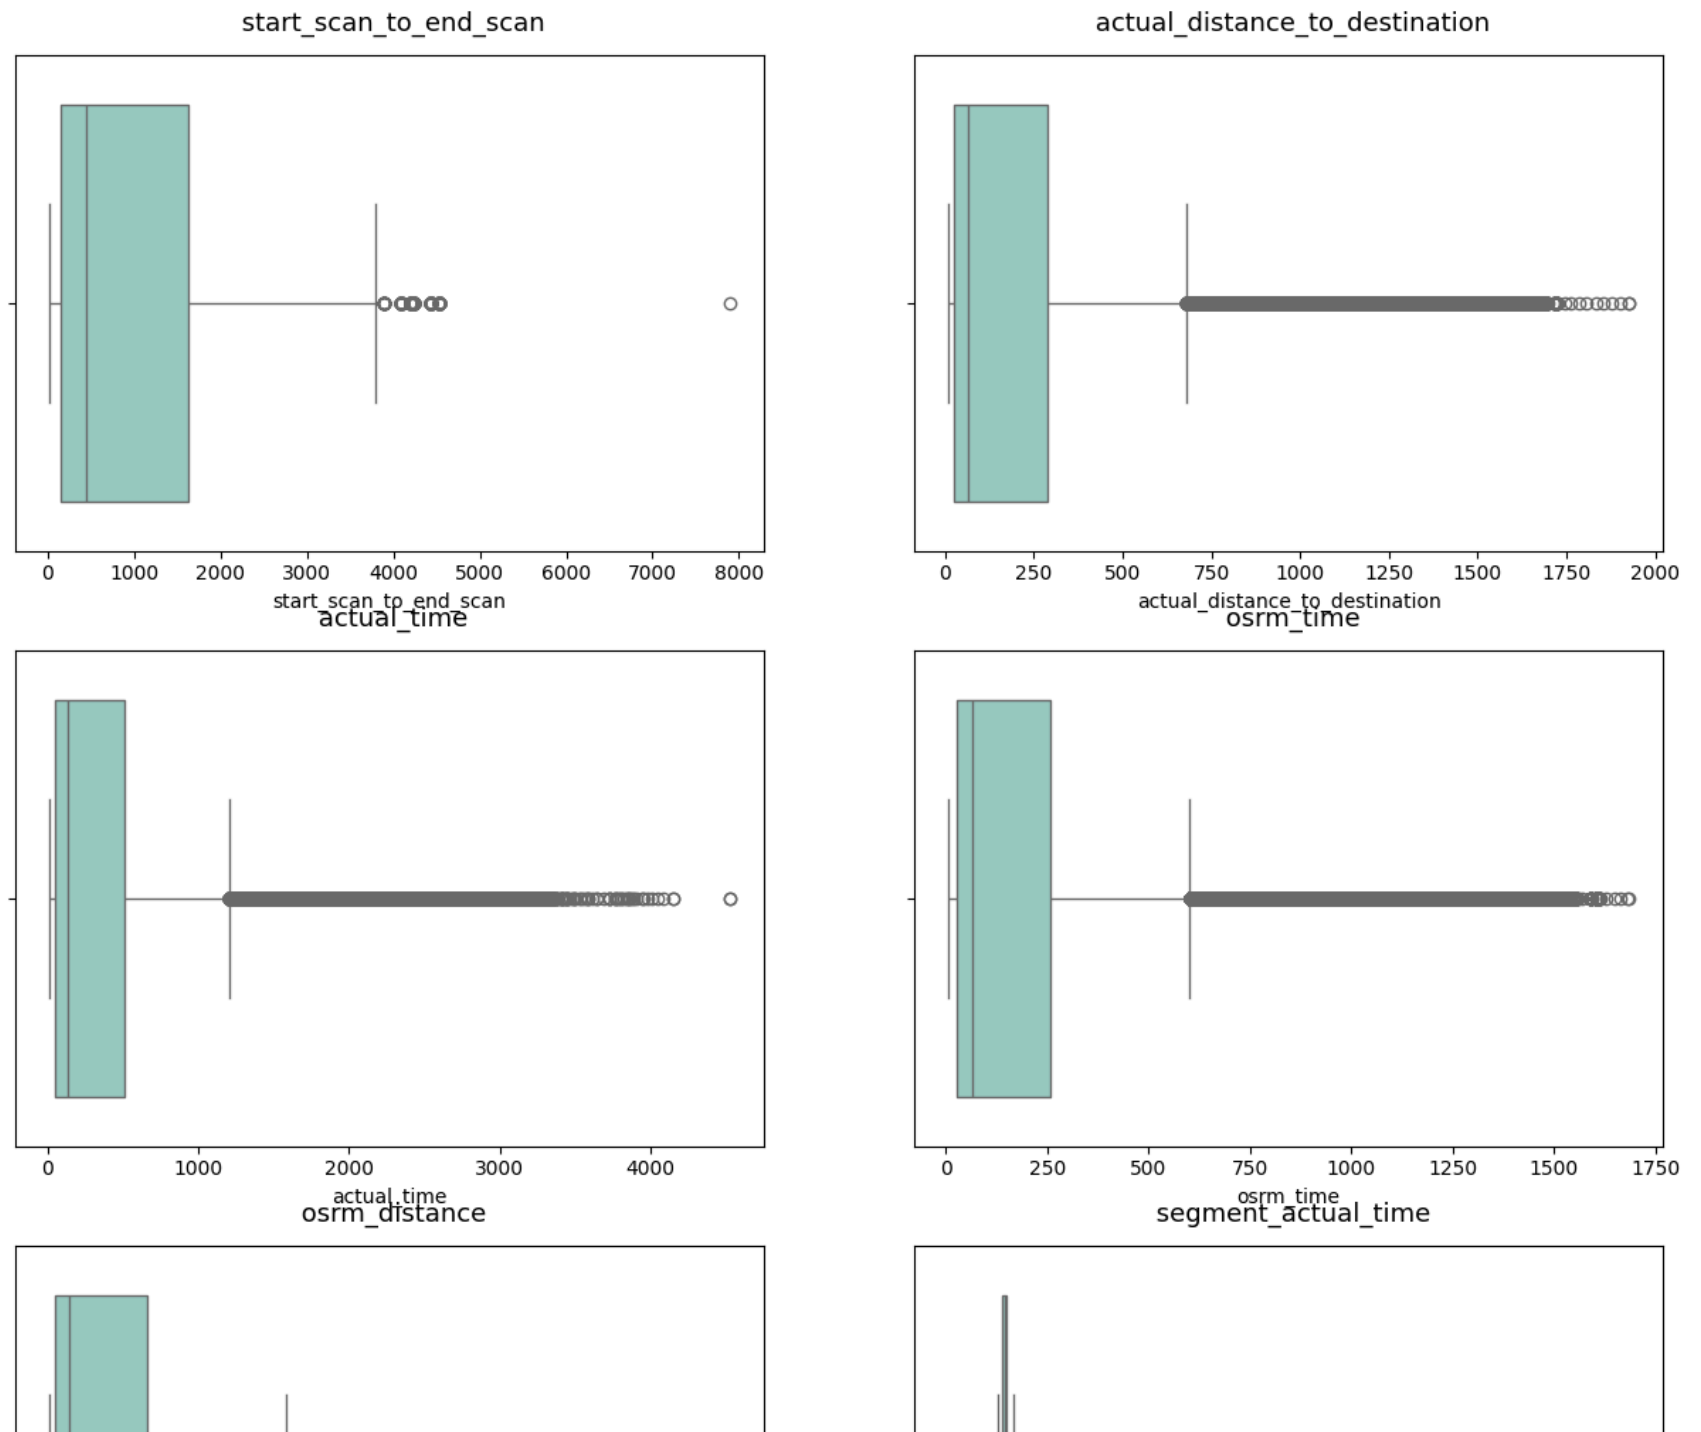 start_scan_to_end_scan
actual_distance_to_destination
0 1000 2000 3000 4000 5000 6000 7000 8000
0 250 500 750 1000 1250 1500 1750 2000
start_scan_to_end_scan
actual_distance_to_destination
actual_time
osrm_time
0 1000 2000 3000 4000
0 250 500 750 1000 1250 1500 1750
actual_time
osrm_time
osrm_distance
segment_actual_time